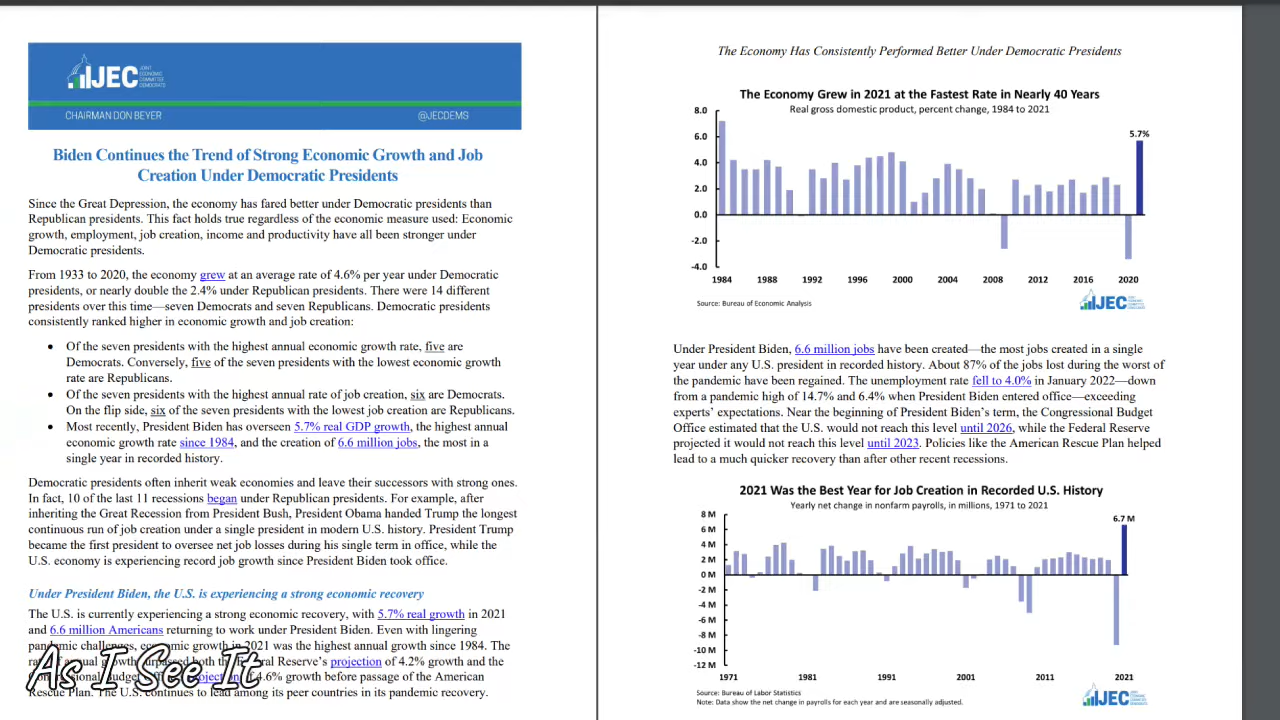 JEC
JOINT
ECONOMIC
COMMITTEE
DEMOCRATS
CHAIRMAN DON BEYER
@JECDEMS
Biden Continues the Trend of Strong Economic Growth and Job
Creation Under Democratic Presidents
Since the Great Depression, the economy has fared better under Democratic presidents than
Republican presidents. This fact holds true regardless of the economic measure used: Economic
growth, employment, job creation, income and productivity have all been stronger under
Democratic presidents.
From 1933 to 2020, the economy grew at an average rate of 4.6% per year under Democratic
presidents, or nearly double the 2.4% under Republican presidents. There were 14 different
presidents over this time—seven Democrats and seven Republicans. Democratic presidents
consistently ranked higher in economic growth and job creation:
• Of the seven presidents with the highest annual economic growth rate, five are
Democrats. Conversely, five of the seven presidents with the lowest economic growth
rate are Republicans.
• Of the seven presidents with the highest annual rate of job creation, six are Democrats.
On the flip side, six of the seven presidents with the lowest job creation are Republicans.
• Most recently, President Biden has overseen 5.7% real GDP growth, the highest annual
economic growth rate since 1984, and the creation of 6.6 million jobs, the most in a
single year in recorded history.
Democratic presidents often inherit weak economies and leave their successors with strong ones.
In fact, 10 of the last 11 recessions began under Republican presidents. For example, after
inheriting the Great Recession from President Bush, President Obama handed Trump the longest
continuous run of job creation under a single president in modern U.S. history. President Trump
became the first president to oversee net job losses during his single term in office, while the
U.S. economy is experiencing record job growth since President Biden took office.
Under President Biden, the U.S. is experiencing a strong economic recovery
The U.S. is currently experiencing a strong economic recovery, with 5.7% real growth in 2021
and 6.6 million Americans returning to work under President Biden. Even with lingering
pandemic challenges, economic growth in 2021 was the highest annual growth since 1984. The
annual growth surpassed both the Federal Reserve's projection of 4.2% growth and the
4.6% growth before passage of the American
Rescue Plan. The U.S. continues to lead among its peer countries in its pandemic recovery.
As I See It
The Economy Has Consistently Performed Better Under Democratic Presidents
The Economy Grew in 2021 at the Fastest Rate in Nearly 40 Years
Real gross domestic product, percent change, 1984 to 2021
8.0
6.0
4.0
2.0
0.0
-2.0
-4.0
5.7%
1984 1988 1992 1996 2000 2004 2008 2012 2016 2020
Source: Bureau of Economic Analysis
JEC
Under President Biden, 6.6 million jobs have been created—the most jobs created in a single
year under any U.S. president in recorded history. About 87% of the jobs lost during the worst of
the pandemic have been regained. The unemployment rate fell to 4.0% in January 2022—down
from a pandemic high of 14.7% and 6.4% when President Biden entered office—exceeding
experts' expectations. Near the beginning of President Biden's term, the Congressional Budget
Office estimated that the U.S. would not reach this level until 2026, while the Federal Reserve
projected it would not reach this level until 2023. Policies like the American Rescue Plan helped
lead to a much quicker recovery than after other recent recessions.
2021 Was the Best Year for Job Creation in Recorded U.S. History
Yearly net change in nonfarm payrolls, in millions, 1971 to 2021
8 M
6 M
4 M
2 M
0 M
-2 M
-4 M
-6 M
-8 M
-10 M
-12 M
6.7 M
1971 1981 1991 2001 2011 2021
Source: Bureau of Labor Statistics
Note: Data show the net change in payrolls for each year and are seasonally adjusted.
JEC